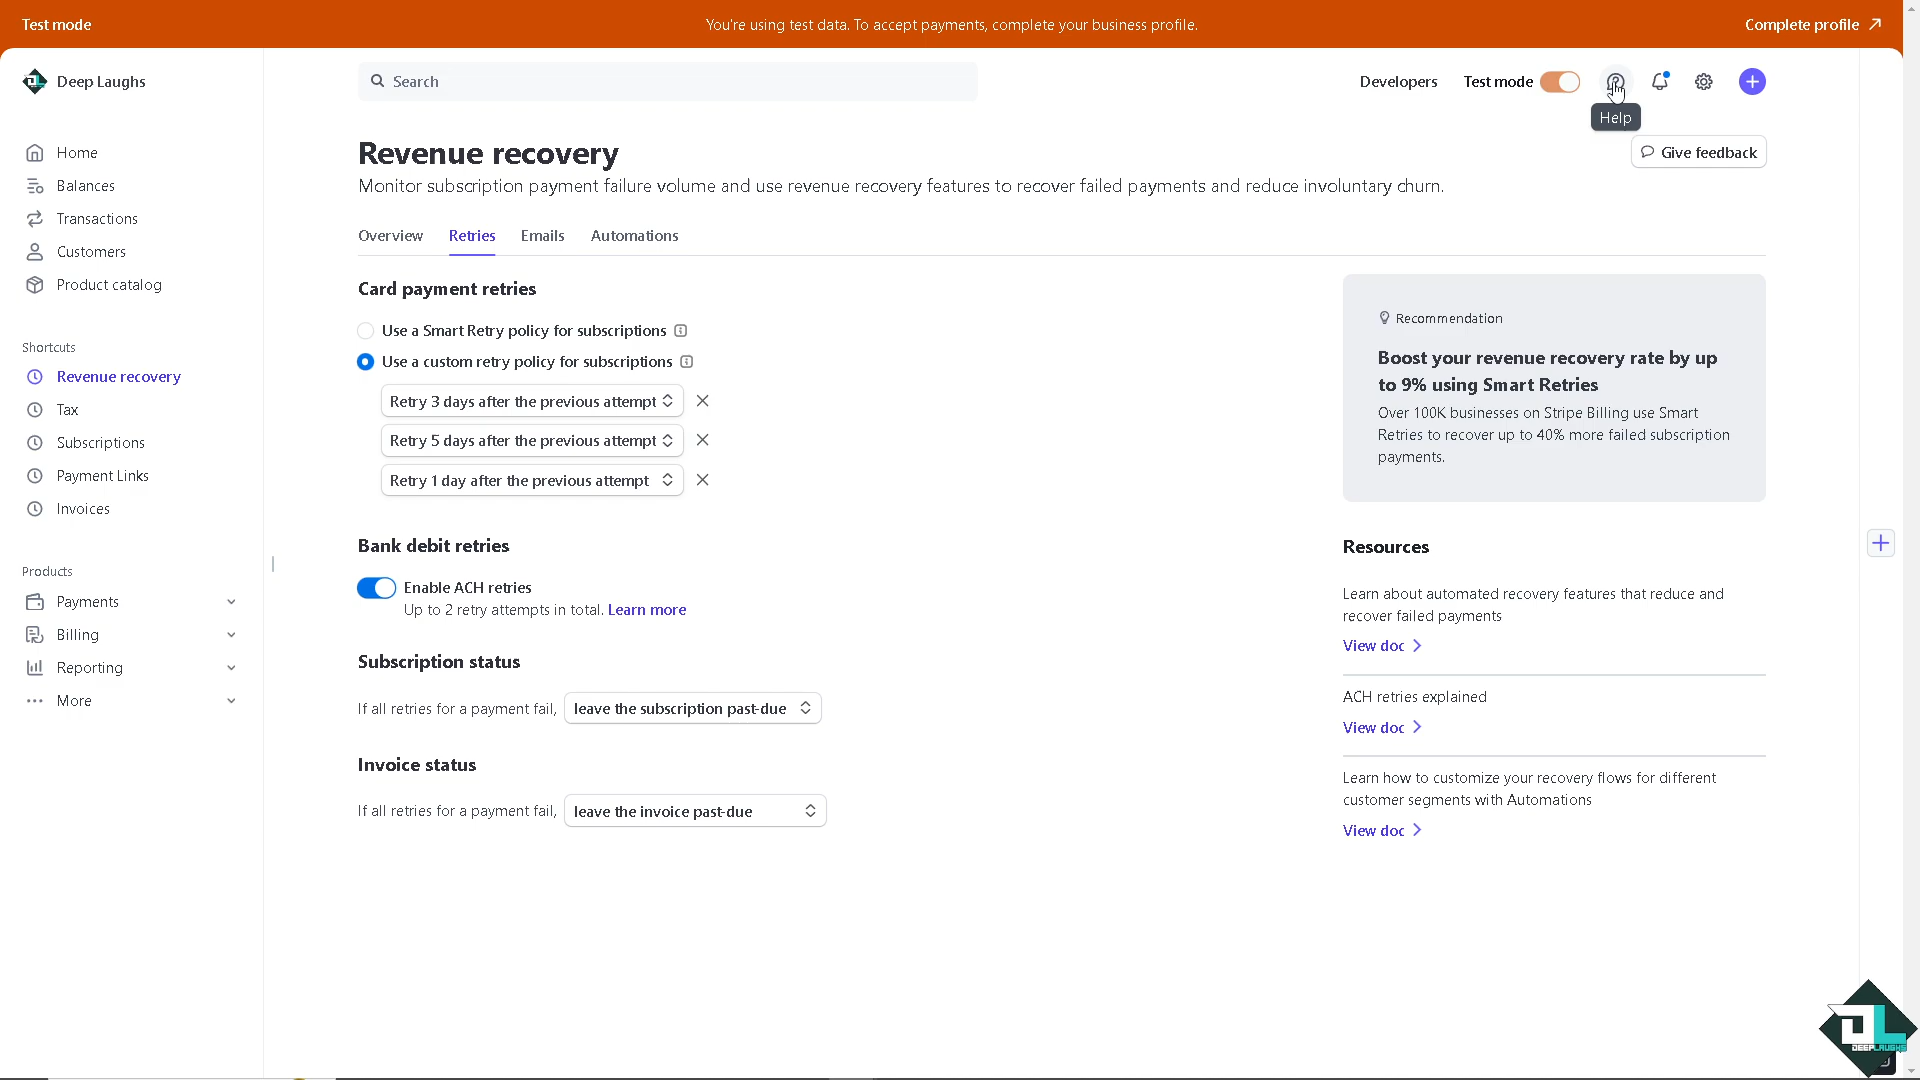 Test mode
You're using test data. To accept payments, complete your business profile.
Complete profile
Deep Laughs
Search
Developers
Test mode
Help
Home
Balances
Transactions
Customers
Product catalog
Shortcuts
Revenue recovery
Tax
Subscriptions
Payment Links
Invoices
Products
Payments
Billing
Reporting
More
Revenue recovery
Give feedback
Monitor subscription payment failure volume and use revenue recovery features to recover failed payments and reduce involuntary churn.
Overview
Retries
Emails
Automations
Card payment retries
Use a Smart Retry policy for subscriptions
Use a custom retry policy for subscriptions
Retry 3 days after the previous attempt
Retry 5 days after the previous attempt
Retry 1 day after the previous attempt
Bank debit retries
Enable ACH retries
Up to 2 retry attempts in total. Learn more
Subscription status
If all retries for a payment fail, leave the subscription past-due
Invoice status
If all retries for a payment fail, leave the invoice past-due
Recommendation
Boost your revenue recovery rate by up
to 9% using Smart Retries
Over 100K businesses on Stripe Billing use Smart
Retries to recover up to 40% more failed subscription
payments.
Resources
Learn about automated recovery features that reduce and
recover failed payments
View doc
ACH retries explained
View doc
Learn how to customize your recovery flows for different
customer segments with Automations
View doc
DEEPLAUGHS